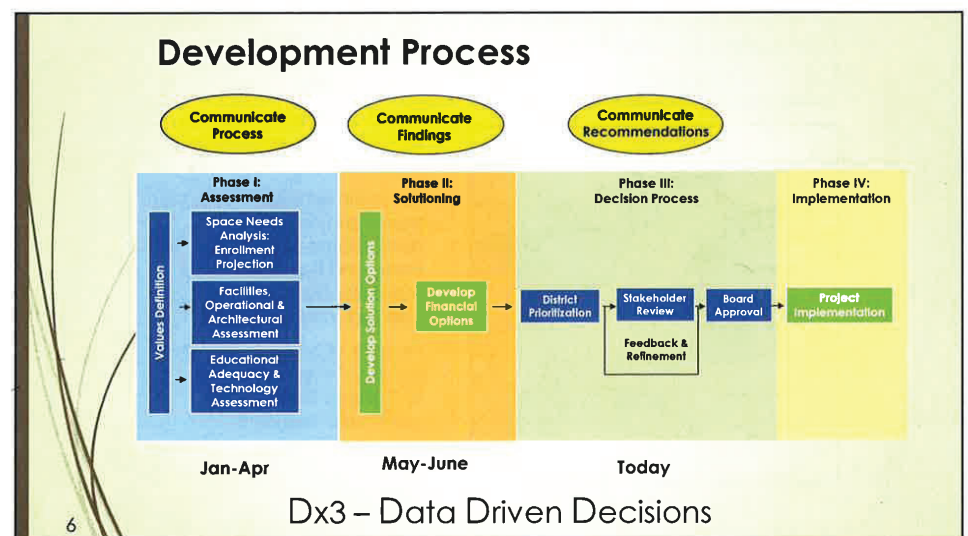 Development Process
Communicate
Process
Communicate
Findings
Communicate
Recommendations
Phase I:
Assessment
Phase II:
Solutioning
Phase III:
Decision Process
Phase IV:
Implementation
Values Definition
Space Needs
Analysis:
Enrollment
Projection
Facilities,
Operational &
Architectural
Assessment
Educational
Adequacy &
Technology
Assessment
Develop Solution Options
Develop
Financial
Options
District
Prioritization
Stakeholder
Review
Feedback &
Refinement
Board
Approval
Project
Implementation
Jan-Apr
May-June
Today
Dx3 – Data Driven Decisions
6